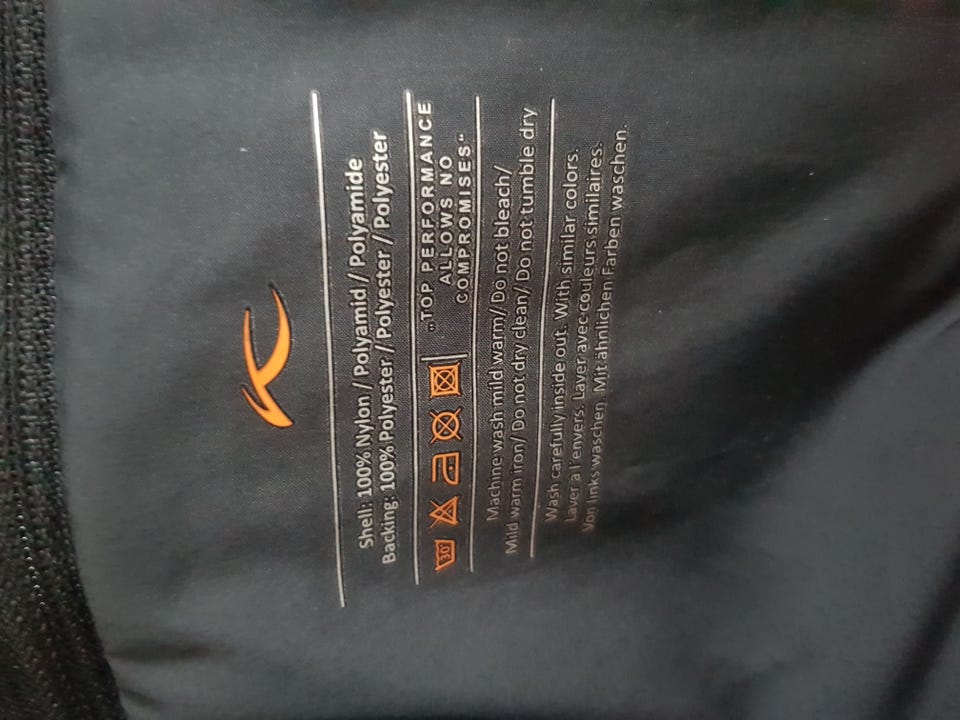 Shell: 100% Nylon / Polyamid / Polyamide
Backing: 100% Polyester / Polyester / Polyester
30°
„TOP PERFORMANCE
ALLOWS NO
COMPROMISES“
Machine wash mild warm/ Do not bleach/
Mild warm iron/ Do not dry clean/ Do not tumble dry
Wash carefully inside out. With similar colors.
Laver à l'envers. Laver avec couleurs similaires.
Von links waschen. Mit ähnlichen Farben waschen.